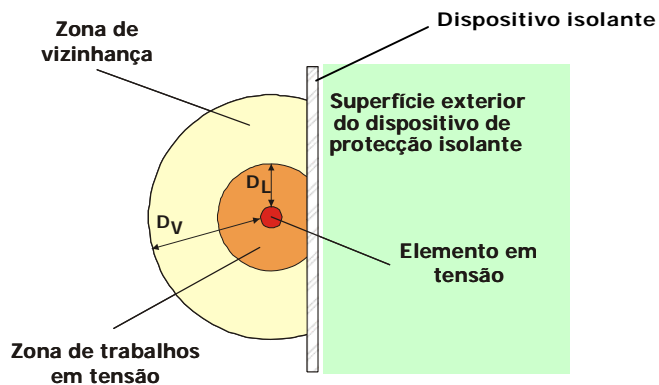 Dispositivo isolante
Zona de
vizinhança
Superfície exterior
do dispositivo de
protecção isolante
DL
DV
Elemento em
tensão
Zona de trabalhos
em tensão